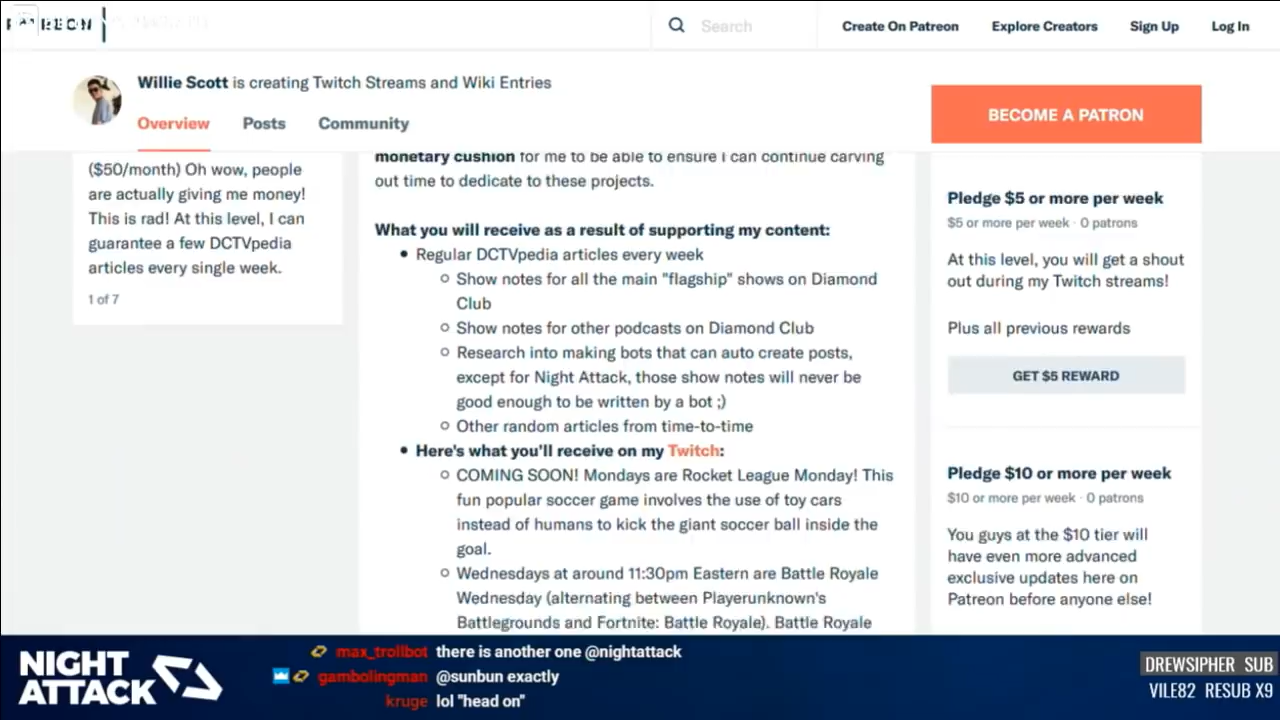 Search
Create On Patreon
Explore Creators
Sign Up
Log In
Willie Scott is creating Twitch Streams and Wiki Entries
BECOME A PATRON
Overview
Posts
Community
($50/month) Oh wow, people
are actually giving me money!
This is rad! At this level, I can
guarantee a few DCTVpedia
articles every single week.
1 of 7
monetary cushion for me to be able to ensure I can continue carving
out time to dedicate to these projects.
What you will receive as a result of supporting my content:
• Regular DCTVpedia articles every week
Show notes for all the main "flagship" shows on Diamond
Club
Show notes for other podcasts on Diamond Club
Research into making bots that can auto create posts,
except for Night Attack, those show notes will never be
good enough to be written by a bot ;)
Other random articles from time-to-time
• Here's what you'll receive on my Twitch:
COMING SOON! Mondays are Rocket League Monday! This
fun popular soccer game involves the use of toy cars
instead of humans to kick the giant soccer ball inside the
goal.
Wednesdays at around 11:30pm Eastern are Battle Royale
Wednesday (alternating between Playerunknown's
Battlegrounds and Fortnite: Battle Royale). Battle Royale
Pledge $5 or more per week
$5 or more per week · 0 patrons
At this level, you will get a shout
out during my Twitch streams!
Plus all previous rewards
GET $5 REWARD
Pledge $10 or more per week
$10 or more per week · 0 patrons
You guys at the $10 tier will
have even more advanced
exclusive updates here on
Patreon before anyone else!
NIGHT
ATTACK
max_trollbot there is another one @nightattack
gambolingman @sunbun exactly
kruge lol "head on"
DREWSIPHER SUB
VILE82 RESUB X9